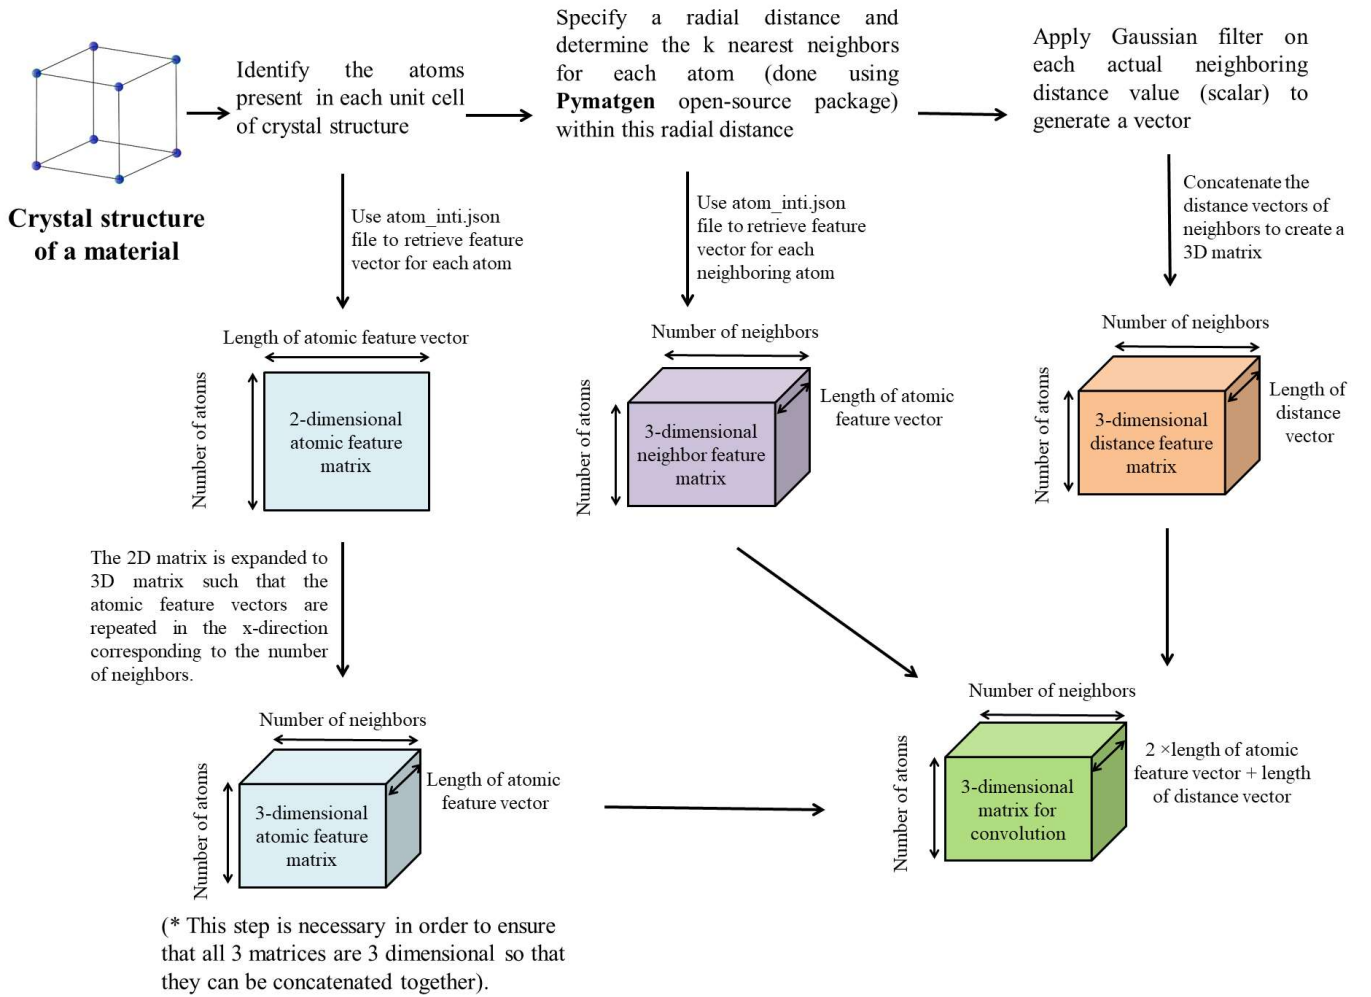 Crystal structure
of a material
Identify the atoms
present in each unit cell
of crystal structure
Specify a radial distance and
determine the k nearest neighbors
for each atom (done using
Pymatgen open-source package)
within this radial distance
Apply Gaussian filter on
each actual neighboring
distance value (scalar) to
generate a vector
Use atom_inti.json
file to retrieve feature
vector for each atom
Use atom_inti.json
file to retrieve feature
vector for each
neighboring atom
Concatenate the
distance vectors of
neighbors to create a
3D matrix
Length of atomic feature vector
Number of atoms
2-dimensional
atomic feature
matrix
Number of neighbors
Number of atoms
3-dimensional
neighbor feature
matrix
Length of atomic
feature vector
Number of neighbors
Number of atoms
3-dimensional
distance feature
matrix
Length of
distance
vector
The 2D matrix is expanded to
3D matrix such that the
atomic feature vectors are
repeated in the x-direction
corresponding to the number
of neighbors.
Number of neighbors
Number of atoms
3-dimensional
atomic feature
matrix
Length of atomic
feature vector
Number of neighbors
Number of atoms
3-dimensional
matrix for
convolution
2 ×length of atomic
feature vector + length
of distance vector
(* This step is necessary in order to ensure
that all 3 matrices are 3 dimensional so that
they can be concatenated together).